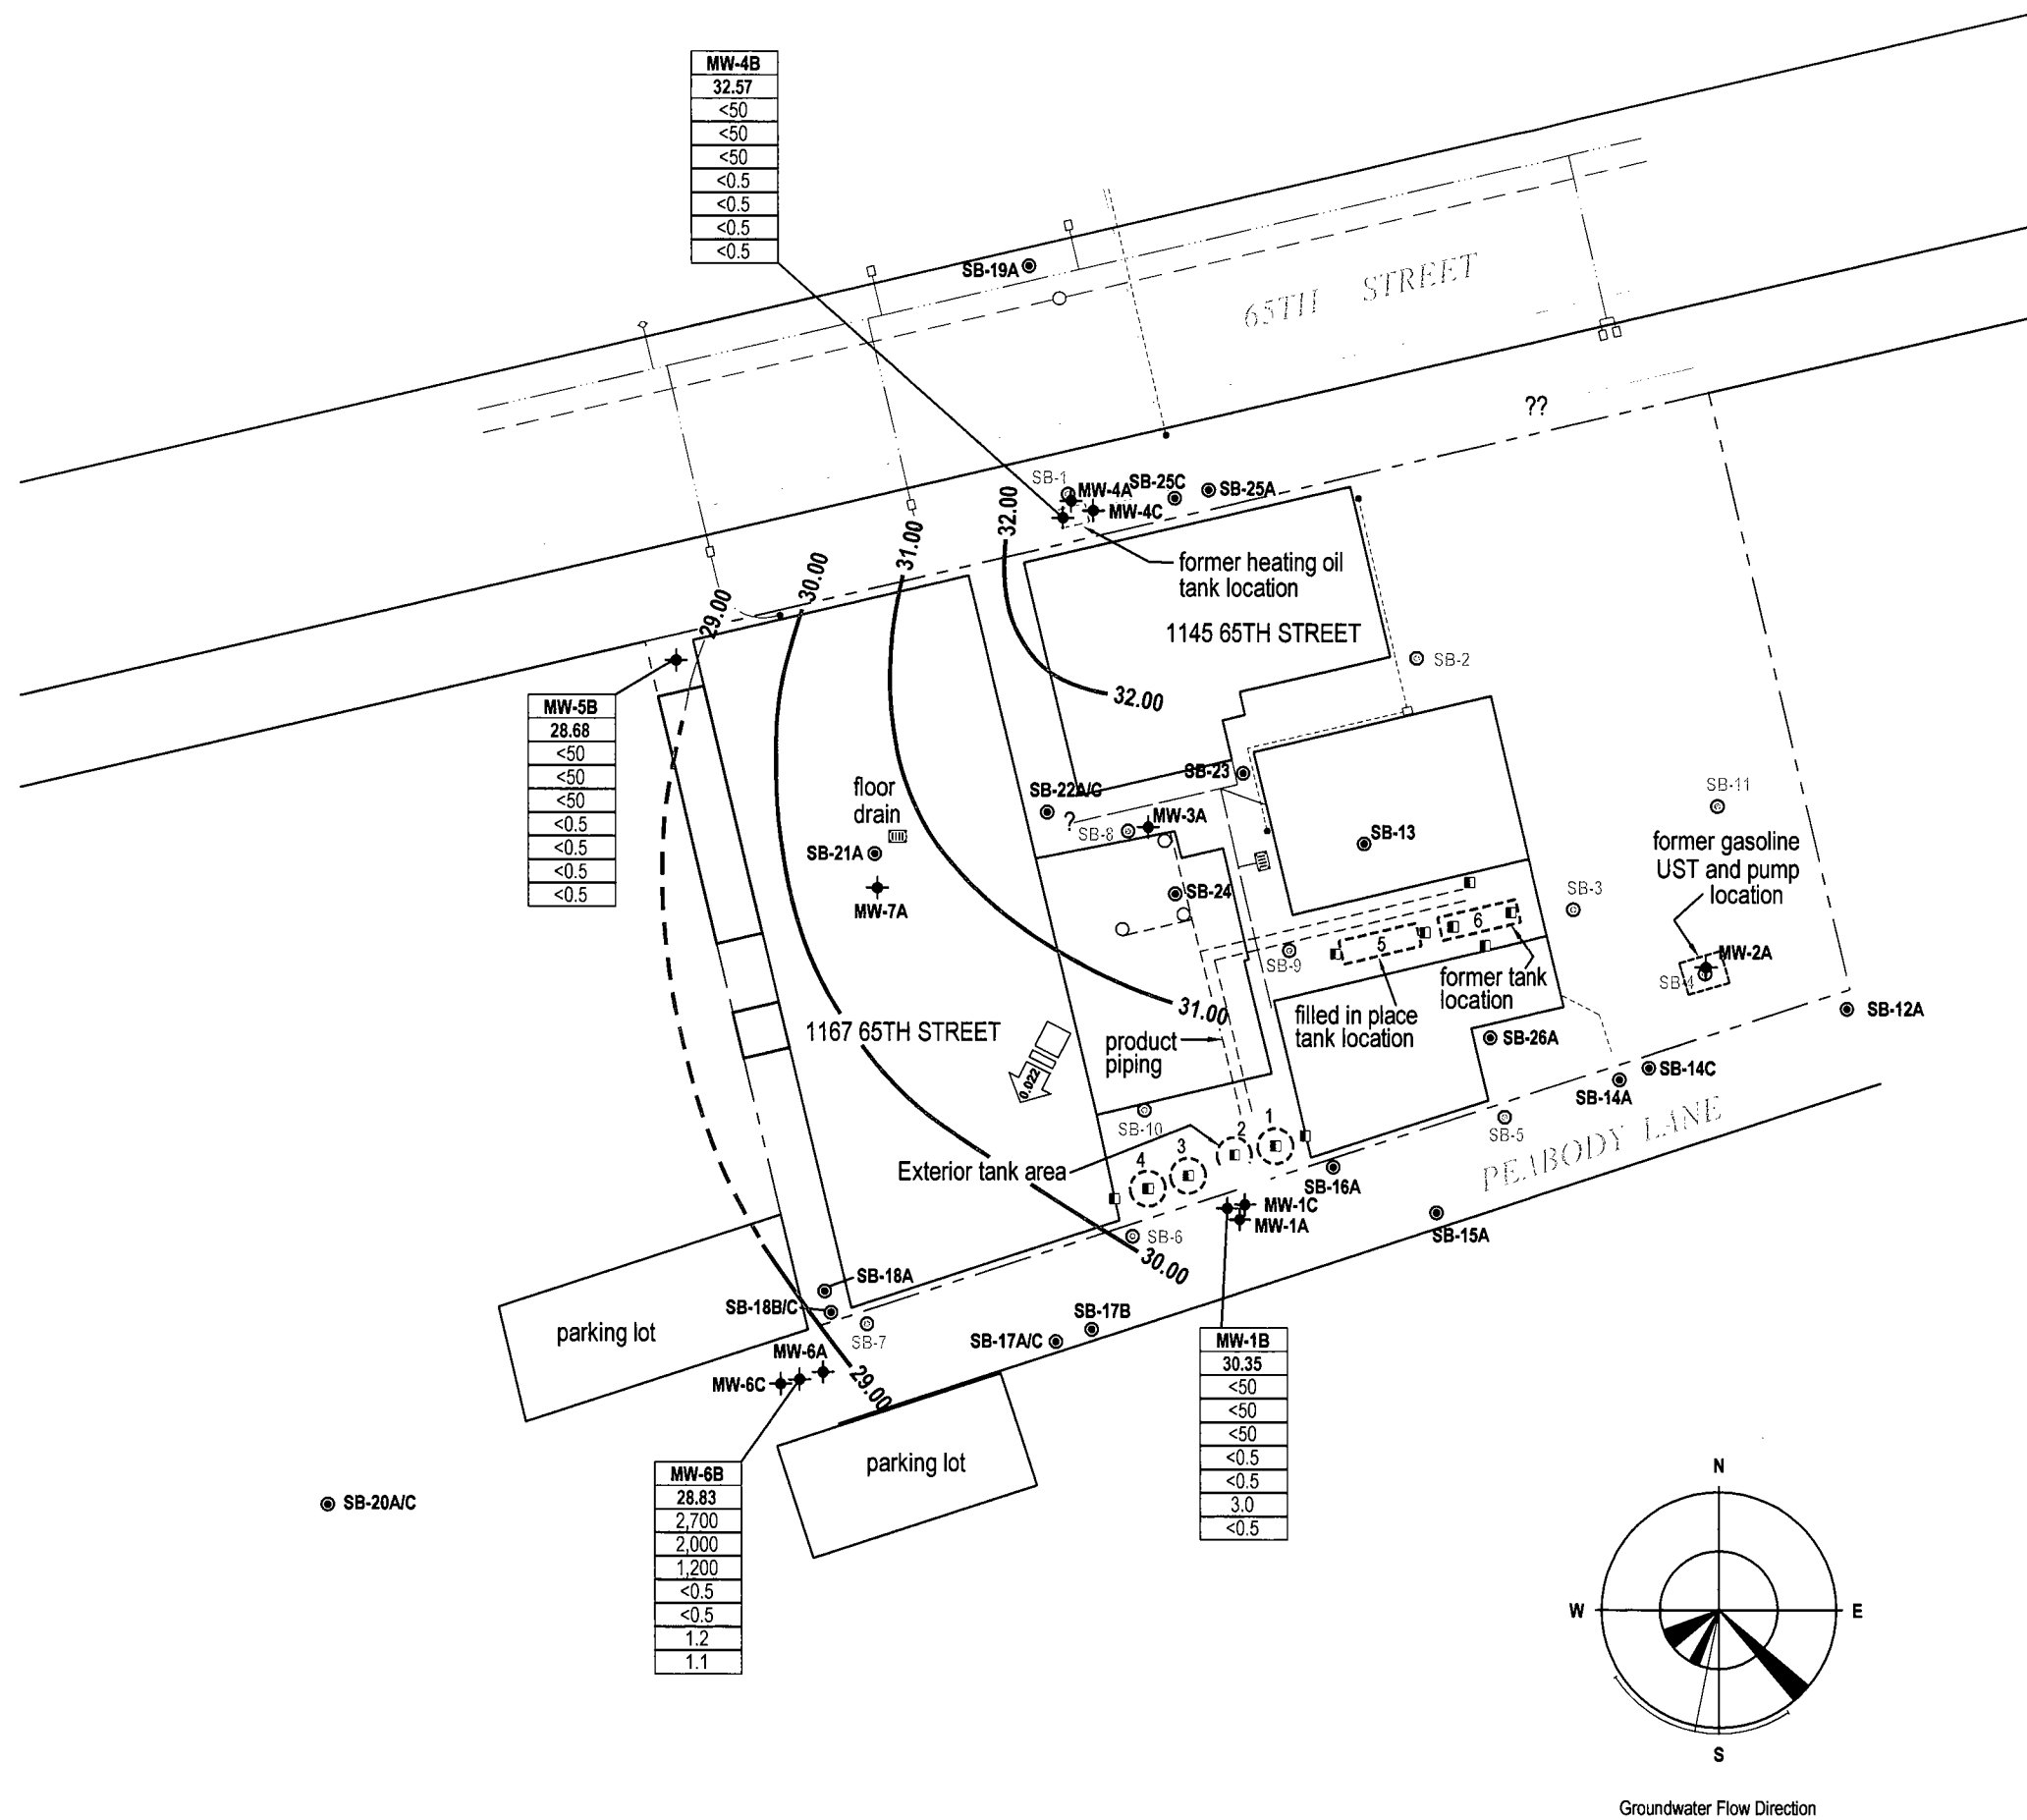 MW-4B
32.57
<50
<50
<50
<0.5
<0.5
<0.5
<0.5
SB-19A
65TH STREET
??
SB-1
MW-4A
SB-25C
SB-25A
MW-4C
32.00
31.00
30.00
29.00
former heating oil
tank location
1145 65TH STREET
SB-2
32.00
MW-5B
28.68
<50
<50
<50
<0.5
<0.5
<0.5
<0.5
floor
drain
SB-21A
MW-7A
SB-22A/C
?
SB-8
MW-3A
SB-23
SB-13
SB-24
SB-11
former gasoline
UST and pump
location
SB-3
MW-2A
SB-4
SB-12A
SB-9
5
6
former tank
location
filled in place
tank location
31.00
product
piping
1167 65TH STREET
0.022
SB-26A
SB-14C
SB-14A
SB-5
PEABODY LANE
SB-10
1
2
3
4
Exterior tank area
SB-16A
MW-1C
MW-1A
SB-15A
SB-6
30.00
SB-18A
SB-18B/C
SB-7
SB-17B
SB-17A/C
parking lot
MW-6A
MW-6C
29.00
parking lot
MW-1B
30.35
<50
<50
<50
<0.5
<0.5
3.0
<0.5
MW-6B
28.83
2,700
2,000
1,200
<0.5
<0.5
1.2
1.1
SB-20A/C
N
W
E
S
Groundwater Flow Direction